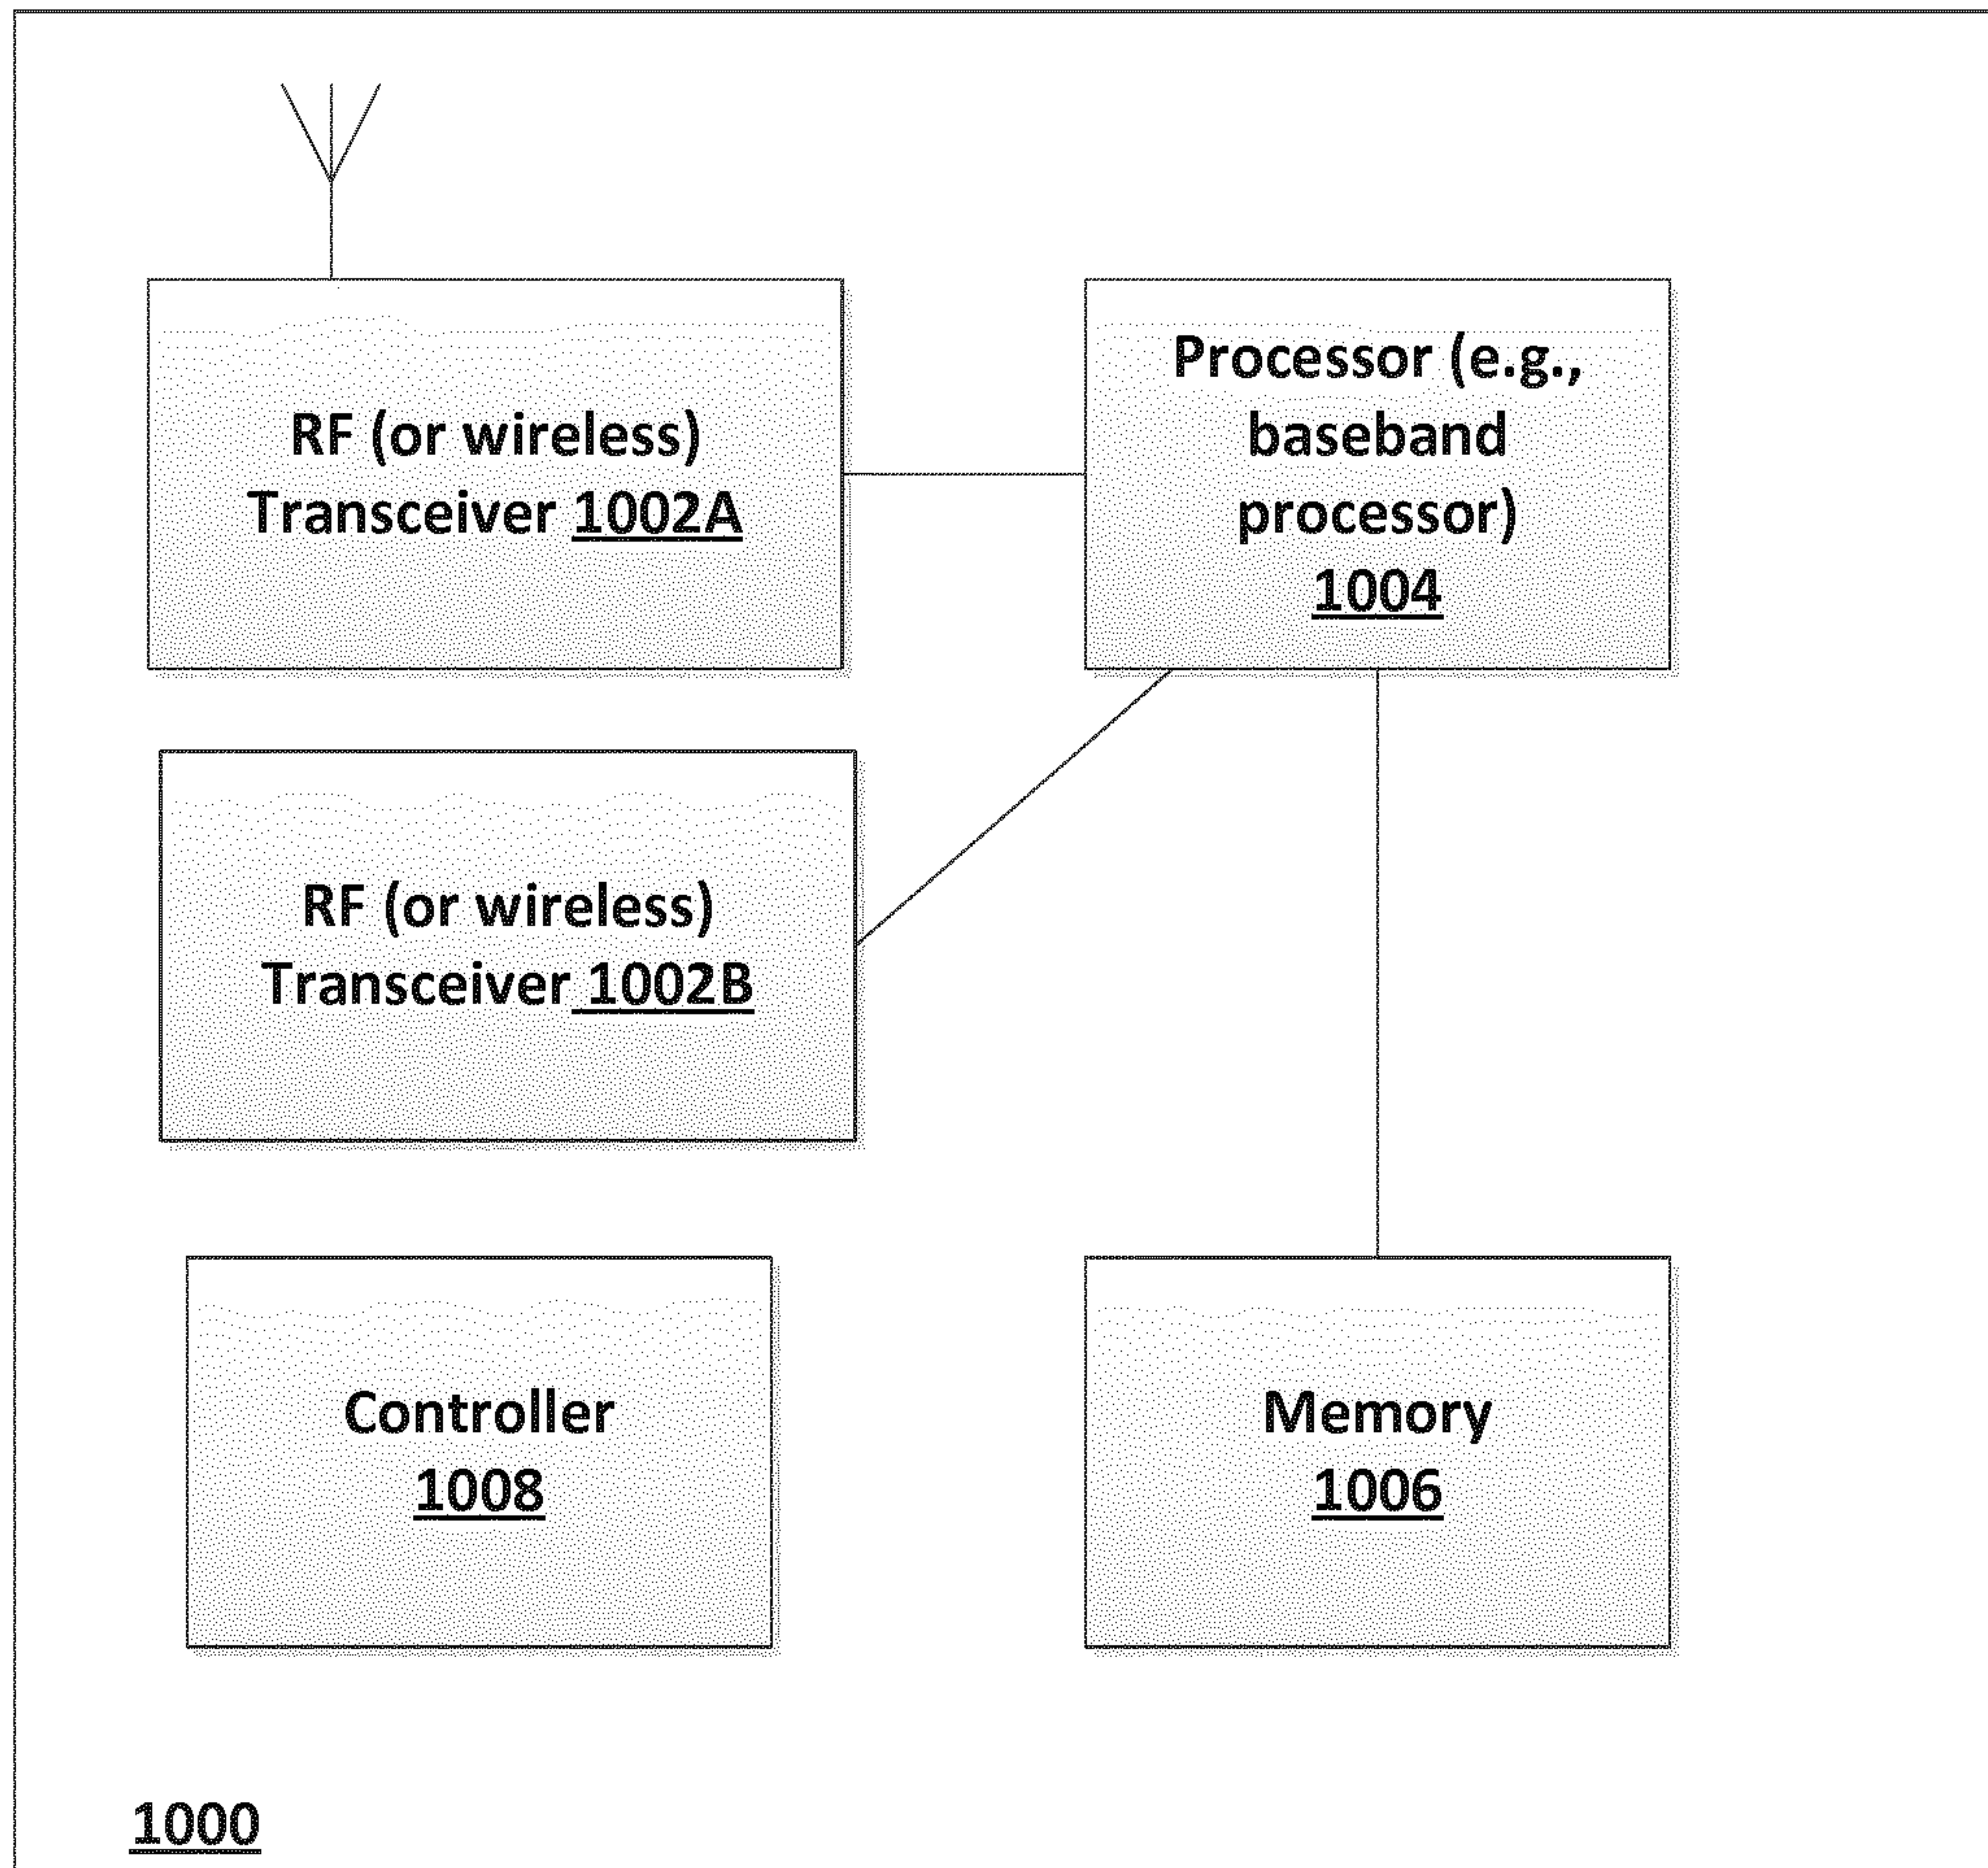 RF (or wireless)
Transceiver 1002A
Processor (e.g.,
baseband
processor)
1004
RF (or wireless)
Transceiver 1002B
Controller
1008
Memory
1006
1000